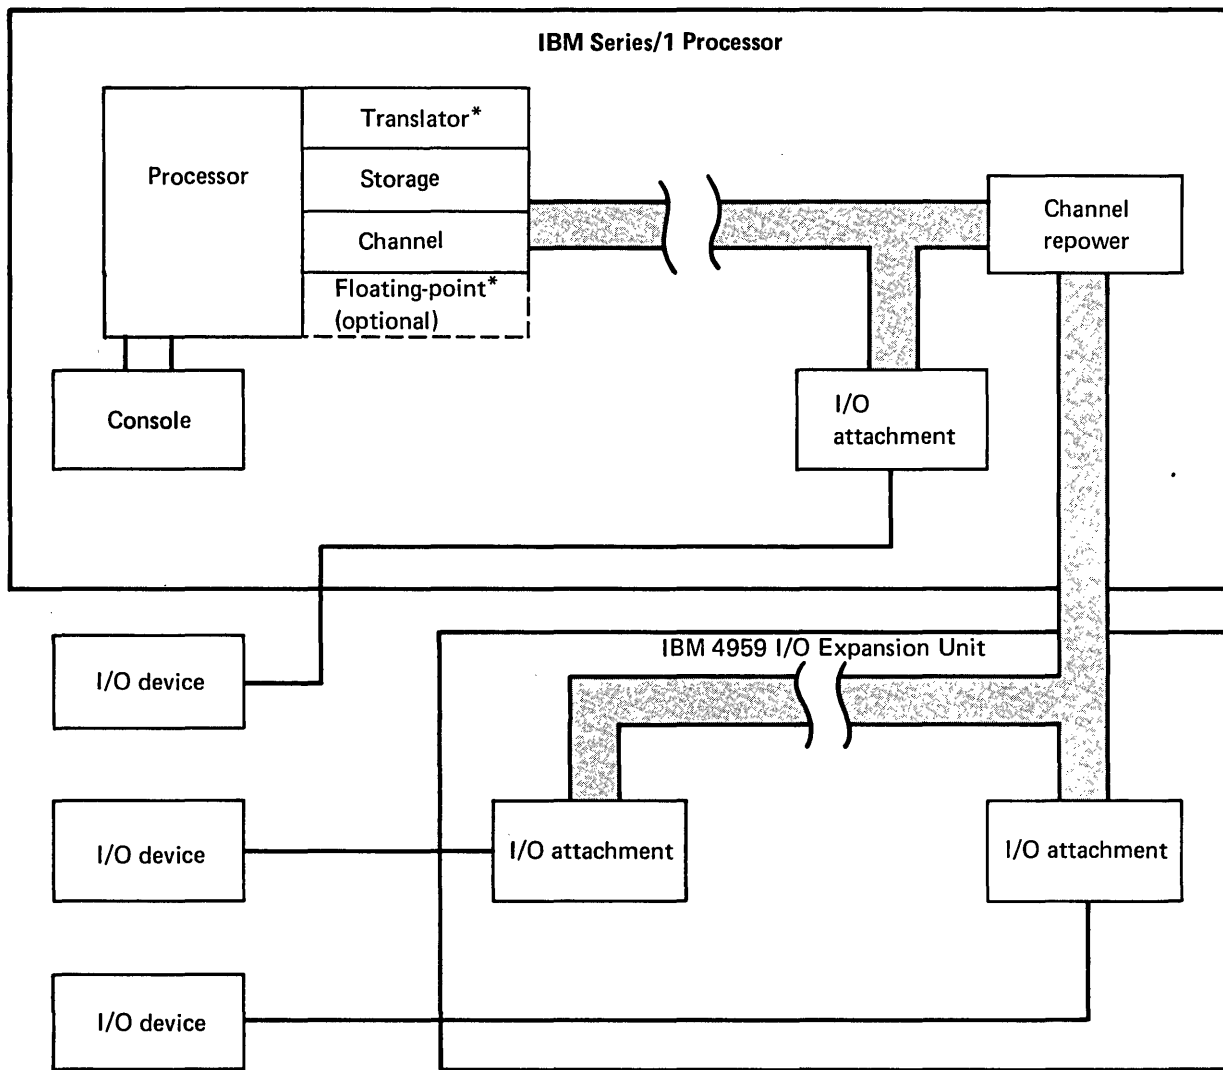 IBM Series/1 Processor
Translator*
Processor
Storage
Channel
Floating-point*
(optional)
Channel
repower
Console
I/O
attachment
IBM 4959 I/O Expansion Unit
I/O device
I/O device
I/O attachment
I/O attachment
I/O device